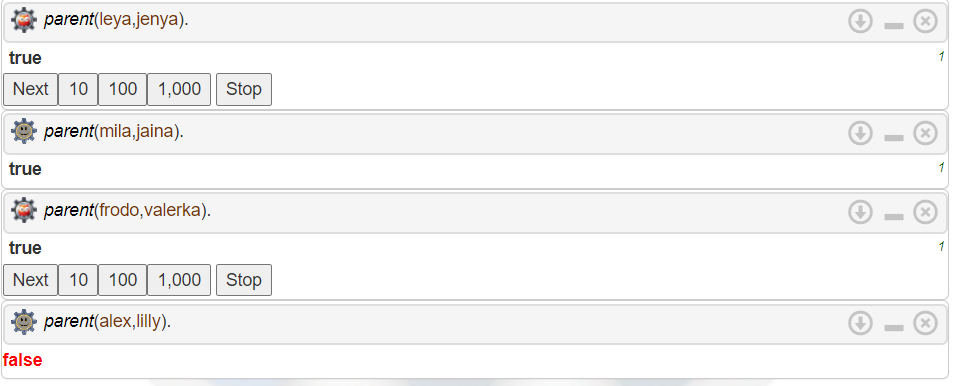 parent(leya,jenya).
true 1
Next 10 100 1,000 Stop
parent(mila,jaina).
true 1
parent(frodo,valerka).
true 1
Next 10 100 1,000 Stop
parent(alex,lilly).
false